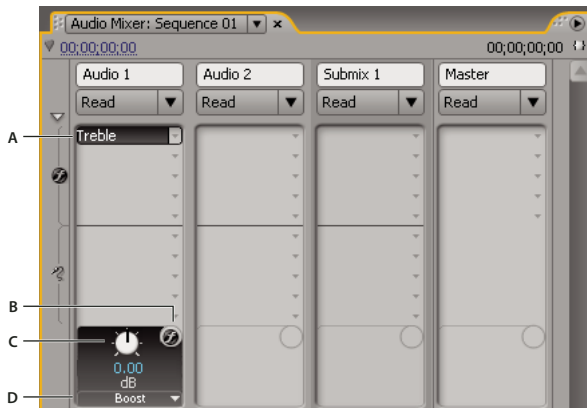 Audio Mixer: Sequence 01
00;00;00;00 00;00;00;00
Audio 1 Audio 2 Submix 1 Master
Read Read Read Read
A Treble
B
C
0.00
dB
D Boost